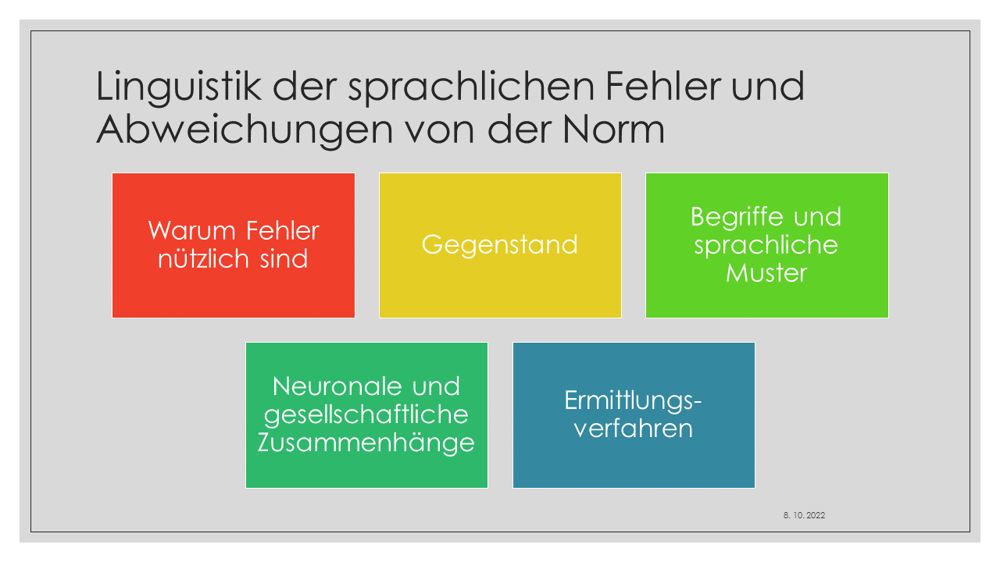 Linguistik der sprachlichen Fehler und
Abweichungen von der Norm
Warum Fehler
nützlich sind
Gegenstand
Begriffe und
sprachliche
Muster
Neuronale und
gesellschaftliche
Zusammenhänge
Ermittlungs-
verfahren
8. 10. 2022